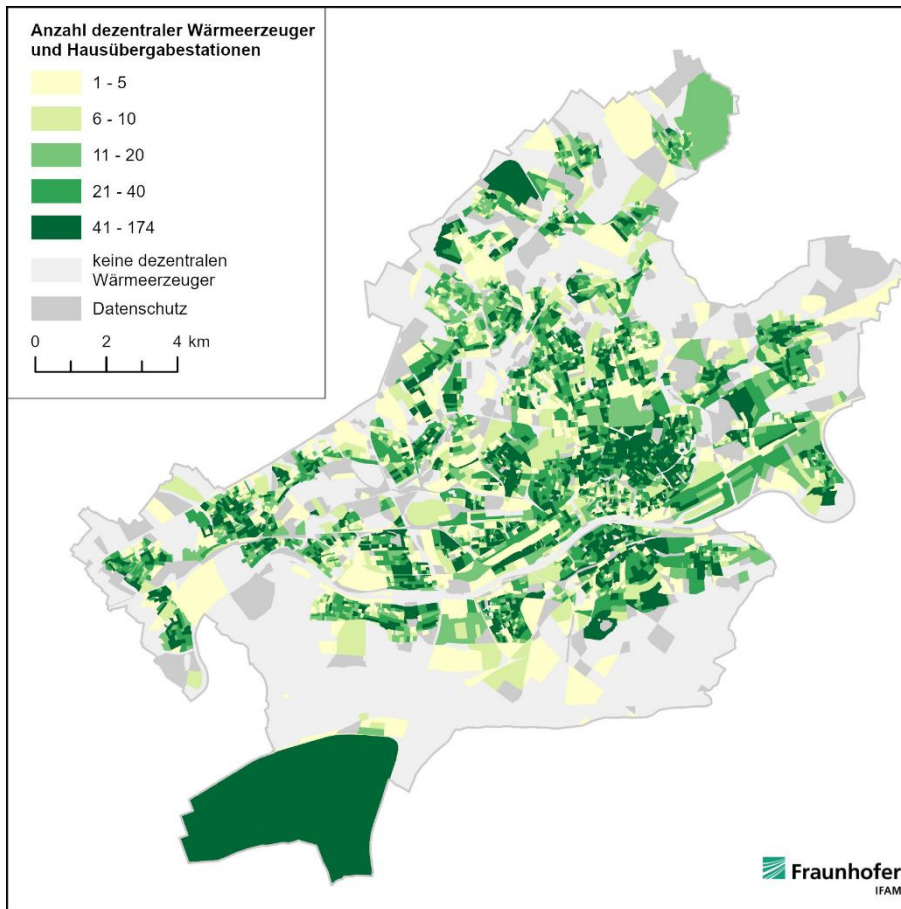 Anzahl dezentraler Wärmeerzeuger
und Hausübergabestationen
1 - 5
6 - 10
11 - 20
21 - 40
41 - 174
keine dezentralen
Wärmeerzeuger
Datenschutz
0 2 4 km
Fraunhofer
IFAM